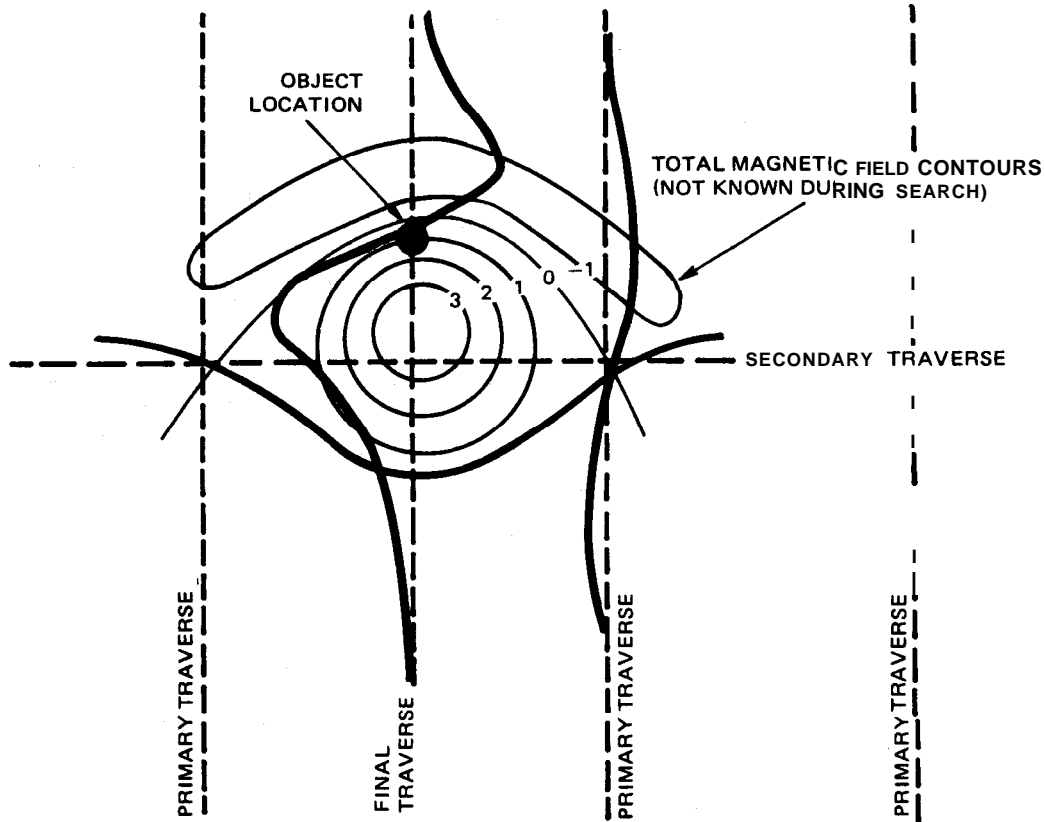 OBJECT
LOCATION
TOTAL MAGNETIC FIELD CONTOURS
(NOT KNOWN DURING SEARCH)
3 2 1 0 -1
SECONDARY TRAVERSE
PRIMARY TRAVERSE
FINAL
TRAVERSE
PRIMARY TRAVERSE
PRIMARY TRAVERSE